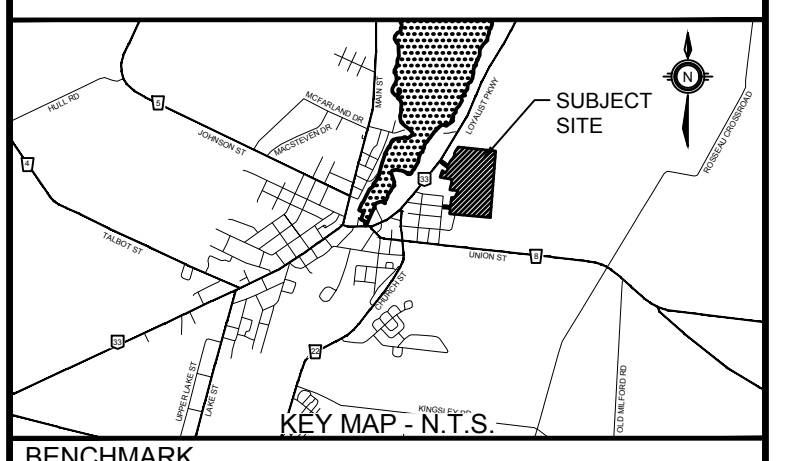 HULL RD
5
JOHNSON ST
MCFARLAND DR
MACSTEVEN DR
MAIN ST
LOYALIST PKWY
SUBJECT
SITE
N
ROSSEAU CROSSROAD
4
TALBOT ST
33
UNION ST
8
CHURCH ST
33
22
UPPER LAKE ST
LAKE ST
OLD MILFORD RD
KINGSLEY RD
KEY MAP - N.T.S.
BENCHMARK